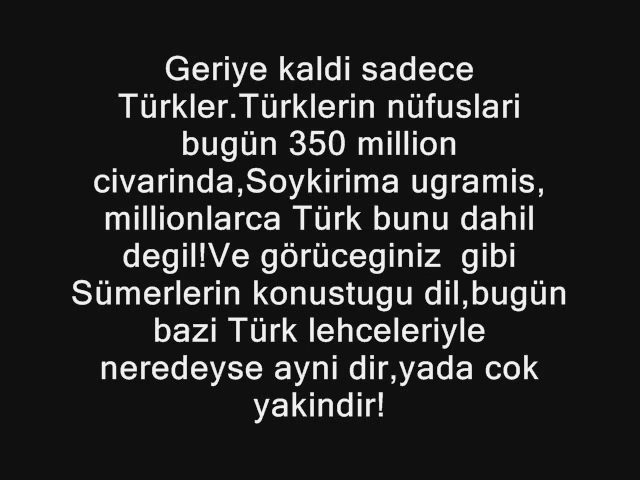 Geriye kaldi sadece
Türkler.Türklerin nüfuslari
bugün 350 million
civarinda,Soykirima ugramis,
millionlarca Türk bunu dahil
degil!Ve görüceginiz  gibi
Sümerlerin konustugu dil,bugün
bazi Türk lehceleriyle
neredeyse ayni dir,yada cok
yakindir!